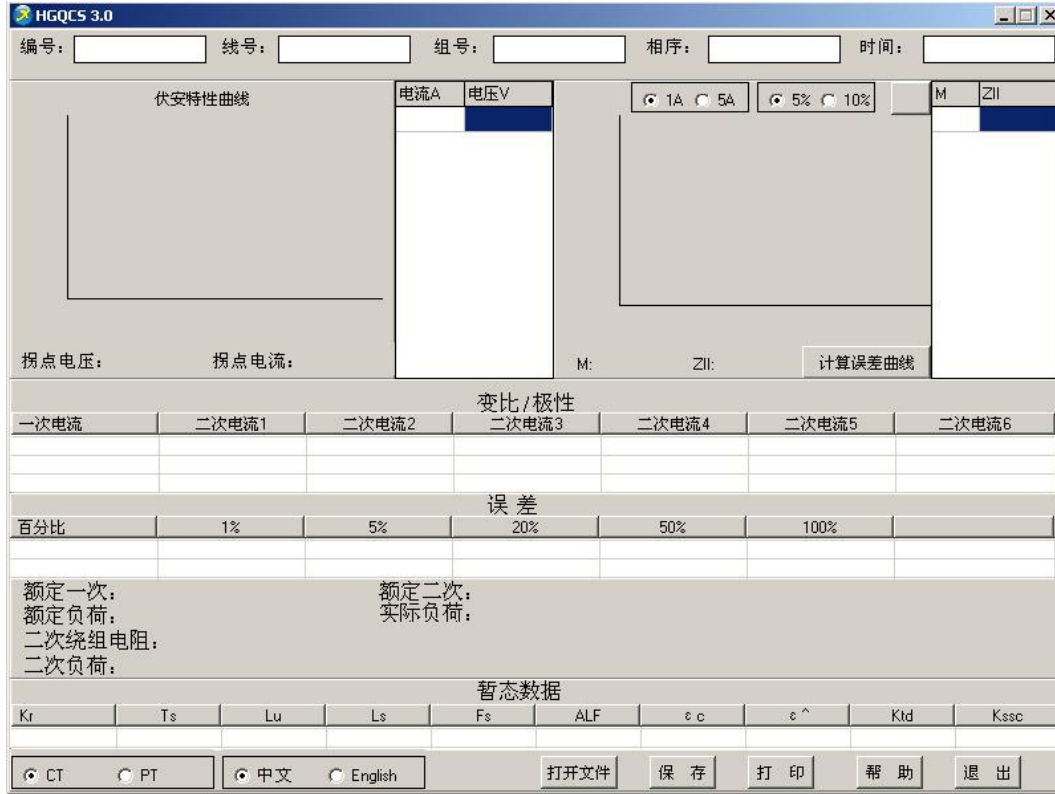 HGQCS 3.0
编号： 线号： 组号： 相序： 时间：
伏安特性曲线 电流A 电压V 1A 5A 5% 10% M ZII
拐点电压： 拐点电流： M: ZII: 计算误差曲线
变比/极性
一次电流 二次电流1 二次电流2 二次电流3 二次电流4 二次电流5 二次电流6
误 差
百分比 1% 5% 20% 50% 100%
额定一次： 额定二次：
额定负荷： 实际负荷：
二次绕组电阻：
二次负荷：
暂态数据
Kr Ts Lu Ls Fs ALF ε c ε ^ Ktd Kssc
CT PT 中文 English 打开文件 保 存 打 印 帮 助 退 出